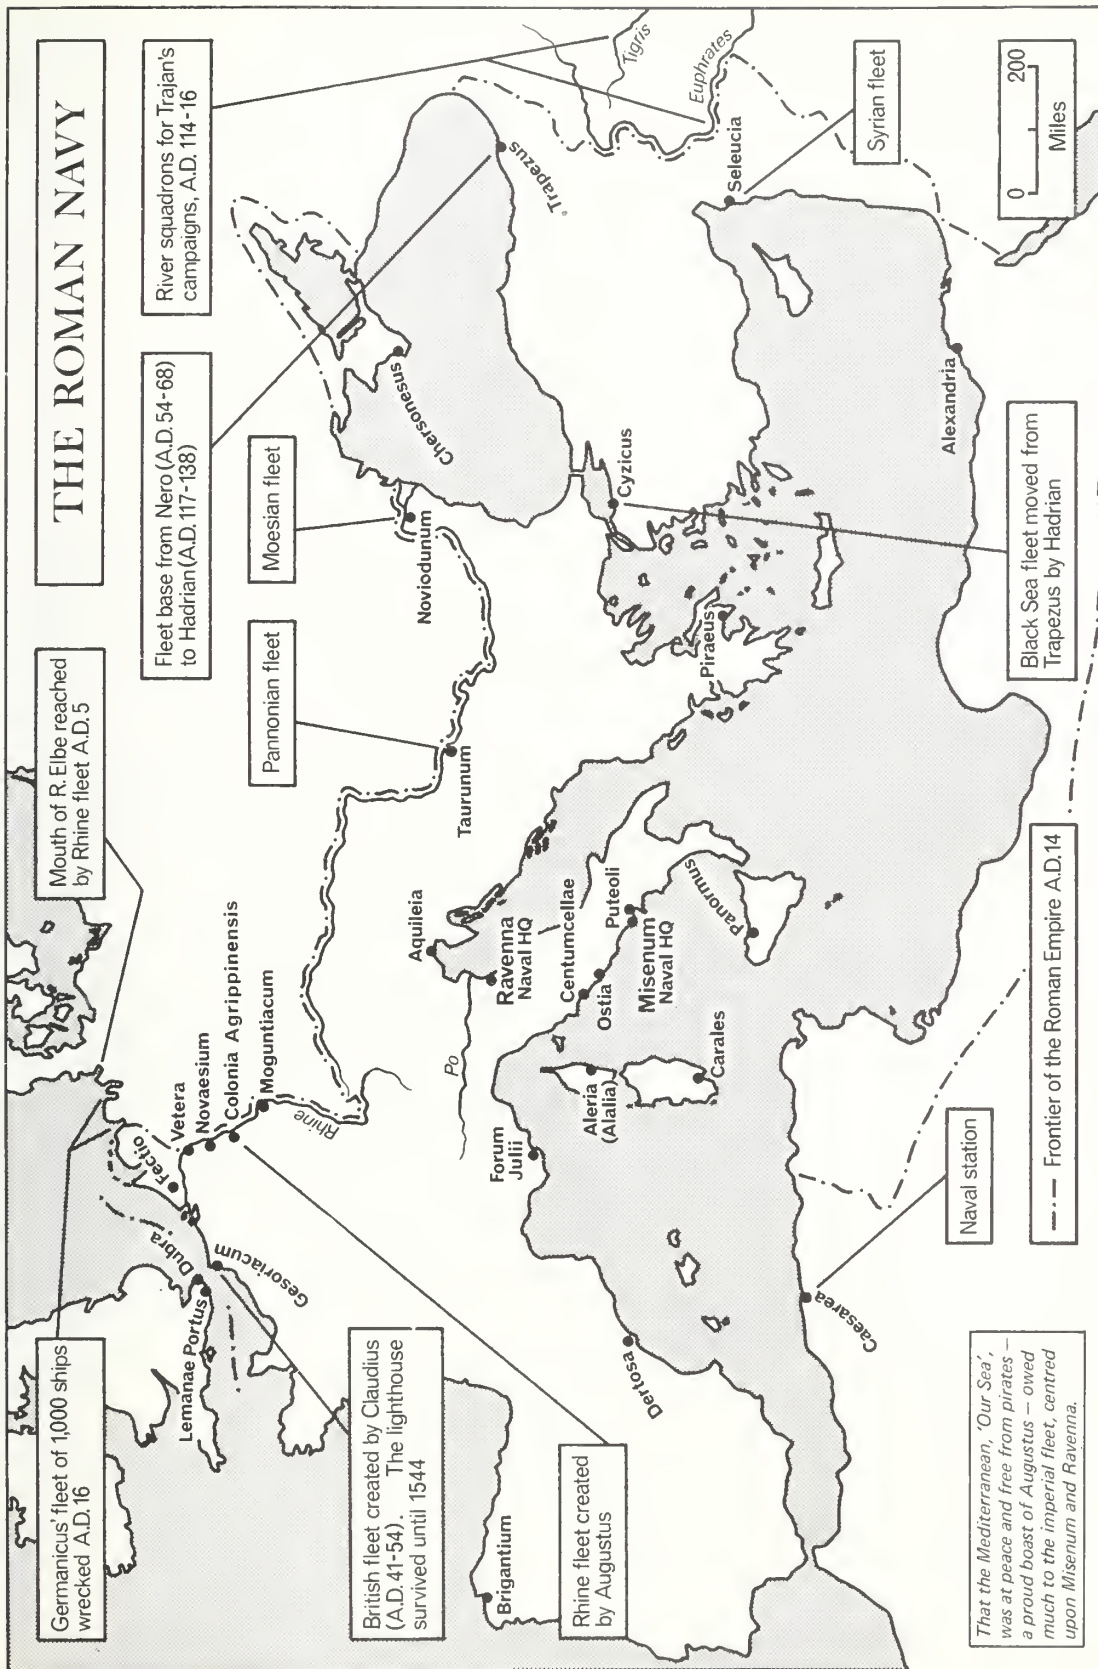 THE ROMAN NAVY
Germanicus' fleet of 1,000 ships
wrecked A.D.16
Mouth of R. Elbe reached
by Rhine fleet A.D.5
Fleet base from Nero (A.D. 54-68)
to Hadrian (A.D. 117-138)
River squadrons for Trajan's
campaigns, A.D. 114-16
British fleet created by Claudius
(A.D. 41-54). The lighthouse
survived until 1544
Pannonian fleet
Moesian fleet
Rhine fleet created
by Augustus
Lemanae Portus
Dubra
Gesoriacum
Fectio
Vetera
Novaesium
Colonia Agrippinensis
Moguntiacum
Rhine
Brigantium
Dertosa
Forum
Julii
Po
Aquileia
Ravenna
Naval HQ
Centumcellae
Ostia
Puteoli
Misenum
Naval HQ
Panormus
Aleria
(Alalia)
Carales
Caesarea
Taurunum
Noviodunum
Chersonesus
Trapezus
Tigris
Euphrates
Cyzicus
Piraeus
Seleucia
Alexandria
Syrian fleet
Naval station
Black Sea fleet moved from
Trapezus by Hadrian
That the Mediterranean, 'Our Sea',
was at peace and free from pirates –
a proud boast of Augustus – owed
much to the imperial fleet, centred
upon Misenum and Ravenna.
Frontier of the Roman Empire A.D.14
0 200
Miles